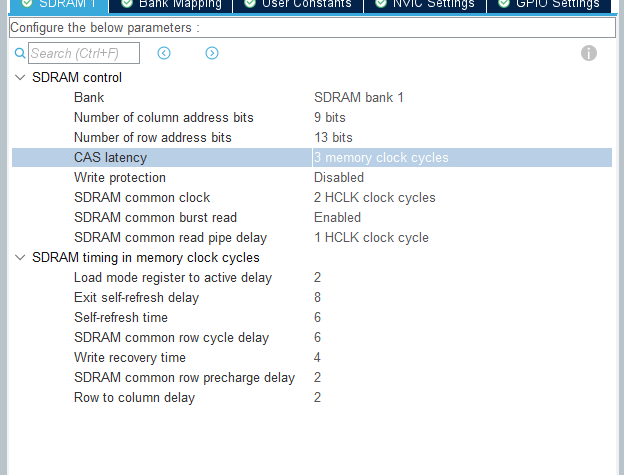 SDRAM 1 Bank Mapping User Constants NVIC Settings GPIO Settings
Configure the below parameters :
Search (Ctrl+F)
SDRAM control
Bank SDRAM bank 1
Number of column address bits 9 bits
Number of row address bits 13 bits
CAS latency 3 memory clock cycles
Write protection Disabled
SDRAM common clock 2 HCLK clock cycles
SDRAM common burst read Enabled
SDRAM common read pipe delay 1 HCLK clock cycle
SDRAM timing in memory clock cycles
Load mode register to active delay 2
Exit self-refresh delay 8
Self-refresh time 6
SDRAM common row cycle delay 6
Write recovery time 4
SDRAM common row precharge delay 2
Row to column delay 2